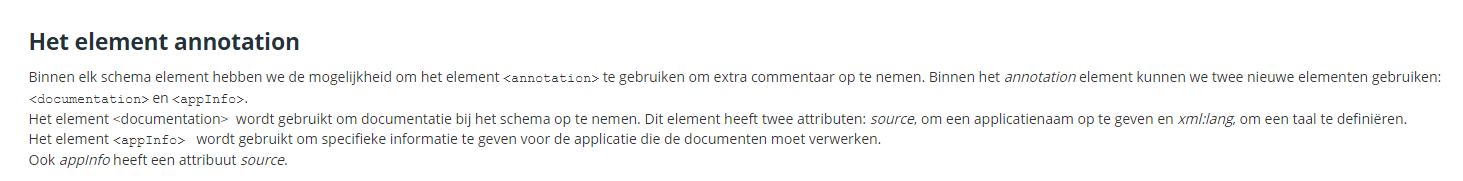 Het element annotation
Binnen elk schema element hebben we de mogelijkheid om het element <annotation> te gebruiken om extra commentaar op te nemen. Binnen het annotation element kunnen we twee nieuwe elementen gebruiken:
<documentation> en <appInfo>.
Het element <documentation> wordt gebruikt om documentatie bij het schema op te nemen. Dit element heeft twee attributen: source, om een applicatienaam op te geven en xml:lang, om een taal te definiëren.
Het element <appInfo> wordt gebruikt om specifieke informatie te geven voor de applicatie die de documenten moet verwerken.
Ook appInfo heeft een attribuut source.